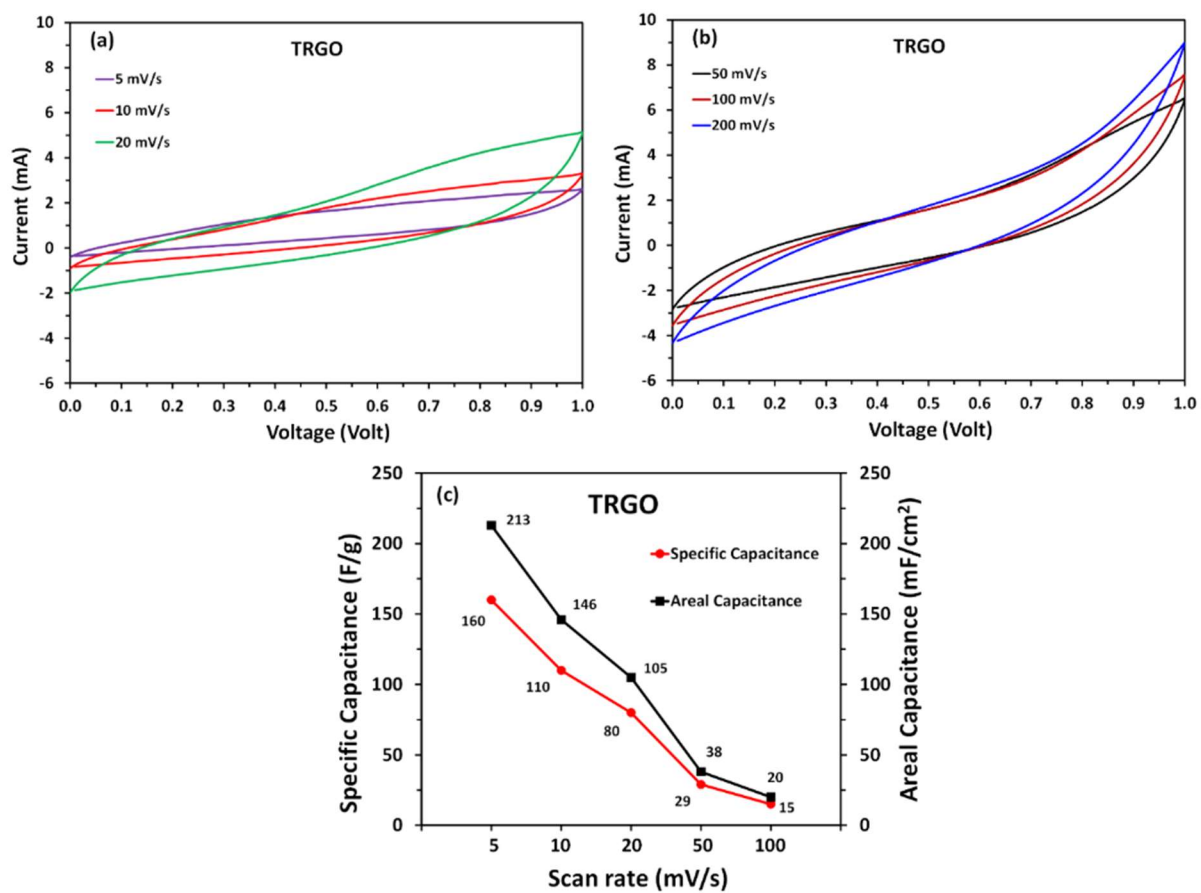 (a)
TRGO
5 mV/s
10 mV/s
20 mV/s
Current (mA)
10
8
6
4
2
0
-2
-4
-6
0.0 0.1 0.2 0.3 0.4 0.5 0.6 0.7 0.8 0.9 1.0
Voltage (Volt)
(b)
TRGO
50 mV/s
100 mV/s
200 mV/s
Current (mA)
10
8
6
4
2
0
-2
-4
-6
0.0 0.1 0.2 0.3 0.4 0.5 0.6 0.7 0.8 0.9 1.0
Voltage (Volt)
(c)
TRGO
Specific Capacitance
Areal Capacitance
Specific Capacitance (F/g)
250
200
150
100
50
0
213
146
105
38
20
160
110
80
29
15
Areal Capacitance (mF/cm²)
250
200
150
100
50
0
5 10 20 50 100
Scan rate (mV/s)